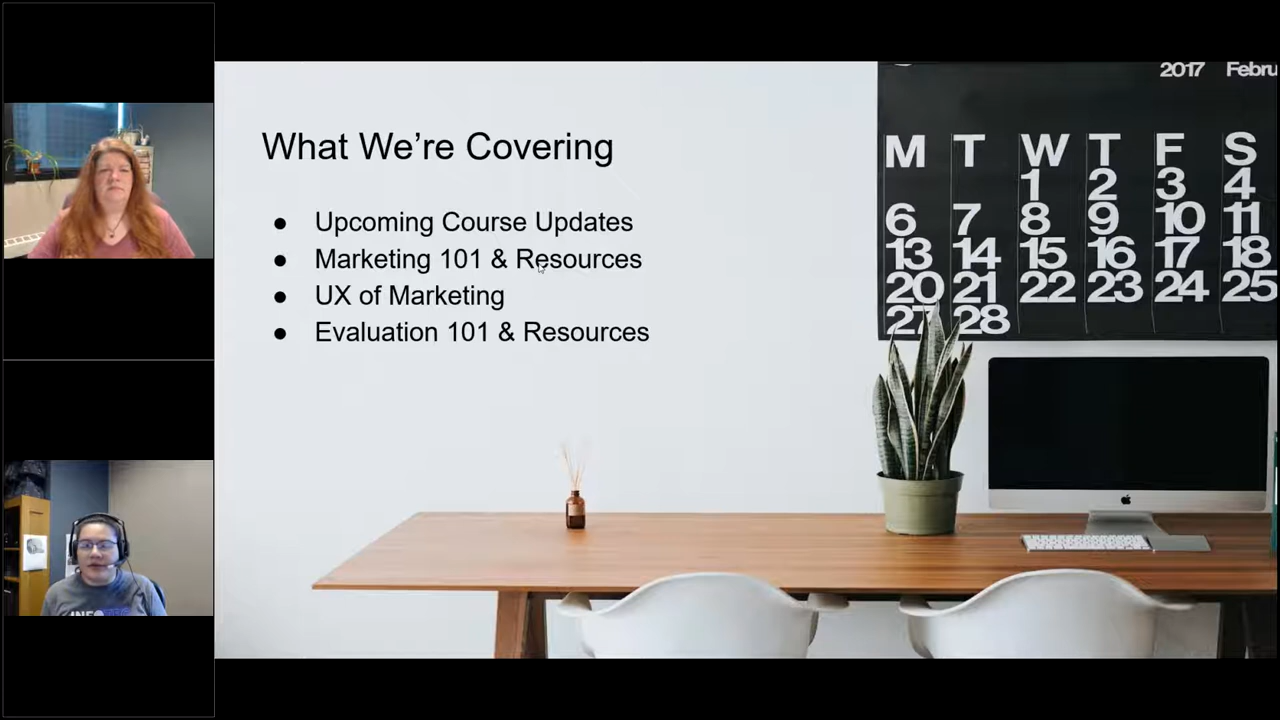 What We're Covering
● Upcoming Course Updates
● Marketing 101 & Resources
● UX of Marketing
● Evaluation 101 & Resources
2017 Febru
M T W T F S
1 2 3 4
6 7 8 9 10 11
13 14 15 16 17 18
20 21 22 23 24 25
27 28